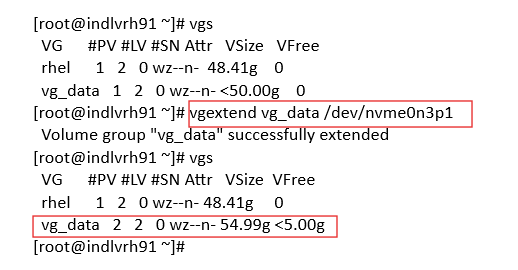 [root@indlvrh91 ~]# vgs
VG #PV #LV #SN Attr VSize VFree
rhel 1 2 0 wz--n- 48.41g 0
vg_data 1 2 0 wz--n- <50.00g 0
[root@indlvrh91 ~]# vgextend vg_data /dev/nvme0n3p1
Volume group "vg_data" successfully extended
[root@indlvrh91 ~]# vgs
VG #PV #LV #SN Attr VSize VFree
rhel 1 2 0 wz--n- 48.41g 0
vg_data 2 2 0 wz--n- 54.99g <5.00g
[root@indlvrh91 ~]#